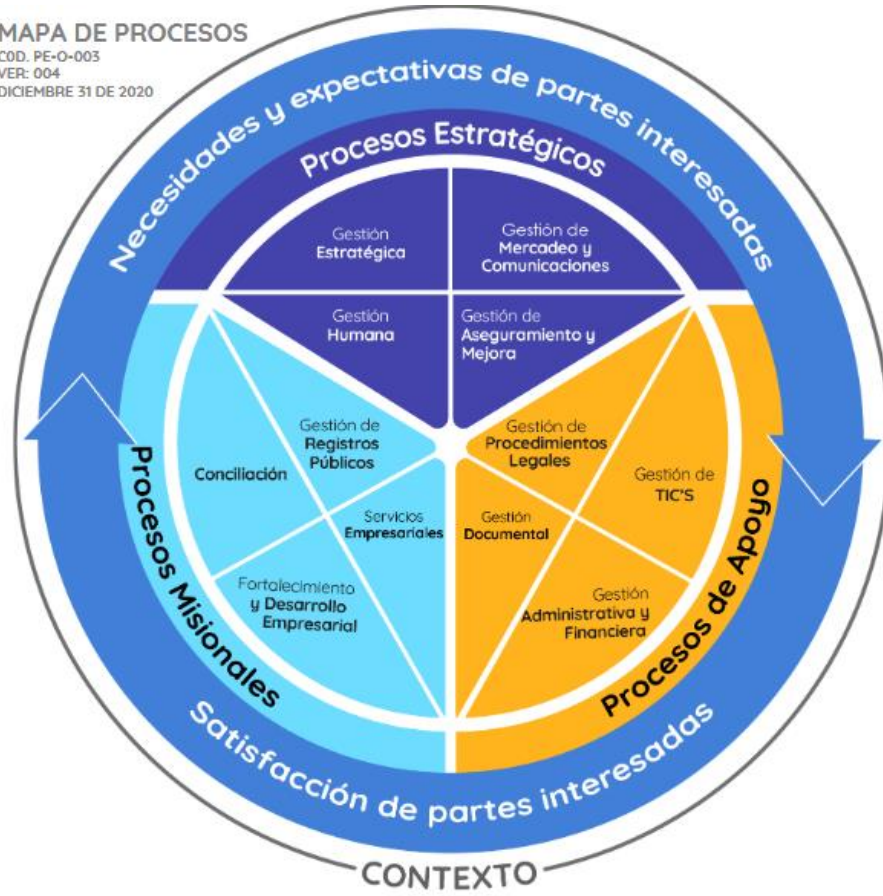 MAPA DE PROCESOS
COD. PE-O-003
VER: 004
DICIEMBRE 31 DE 2020
Necesidades y expectativas de partes interesadas
Procesos Estratégicos
Gestión
Estratégica
Gestión de
Mercadeo y
Comunicaciones
Gestión
Humana
Gestión de
Aseguramiento y
Mejora
Procesos Misionales
Conciliación
Gestión de
Registros
Públicos
Servicios
Empresariales
Fortalecimiento
y Desarrollo
Empresarial
Procesos de Apoyo
Gestión de
Procedimientos
Legales
Gestión de
TIC'S
Gestión
Documental
Gestión
Administrativa y
Financiera
Satisfacción de partes interesadas
CONTEXTO